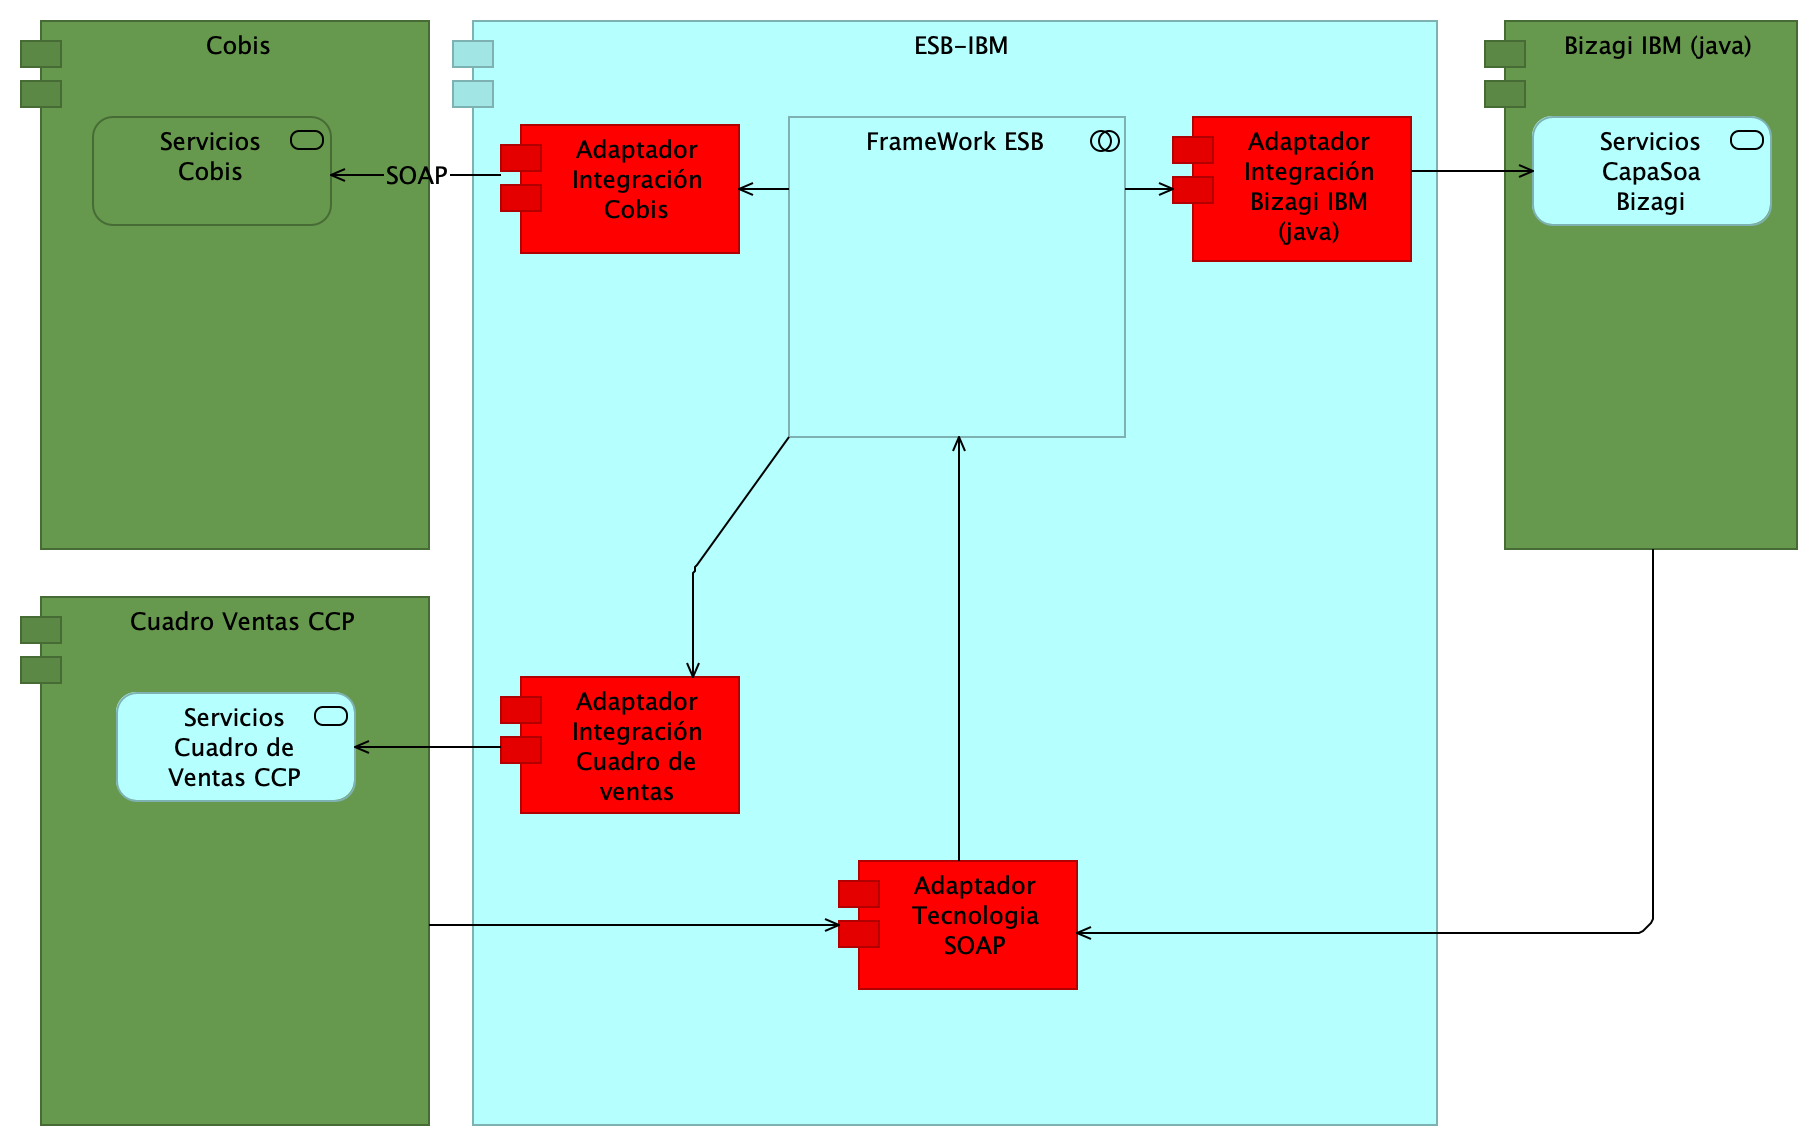 Cobis
Servicios
Cobis
SOAP
ESB-IBM
Adaptador
Integración
Cobis
FrameWork ESB
Adaptador
Integración
Bizagi IBM
(java)
Bizagi IBM (java)
Servicios
CapaSoa
Bizagi
Cuadro Ventas CCP
Servicios
Cuadro de
Ventas CCP
Adaptador
Integración
Cuadro de
ventas
Adaptador
Tecnologia
SOAP